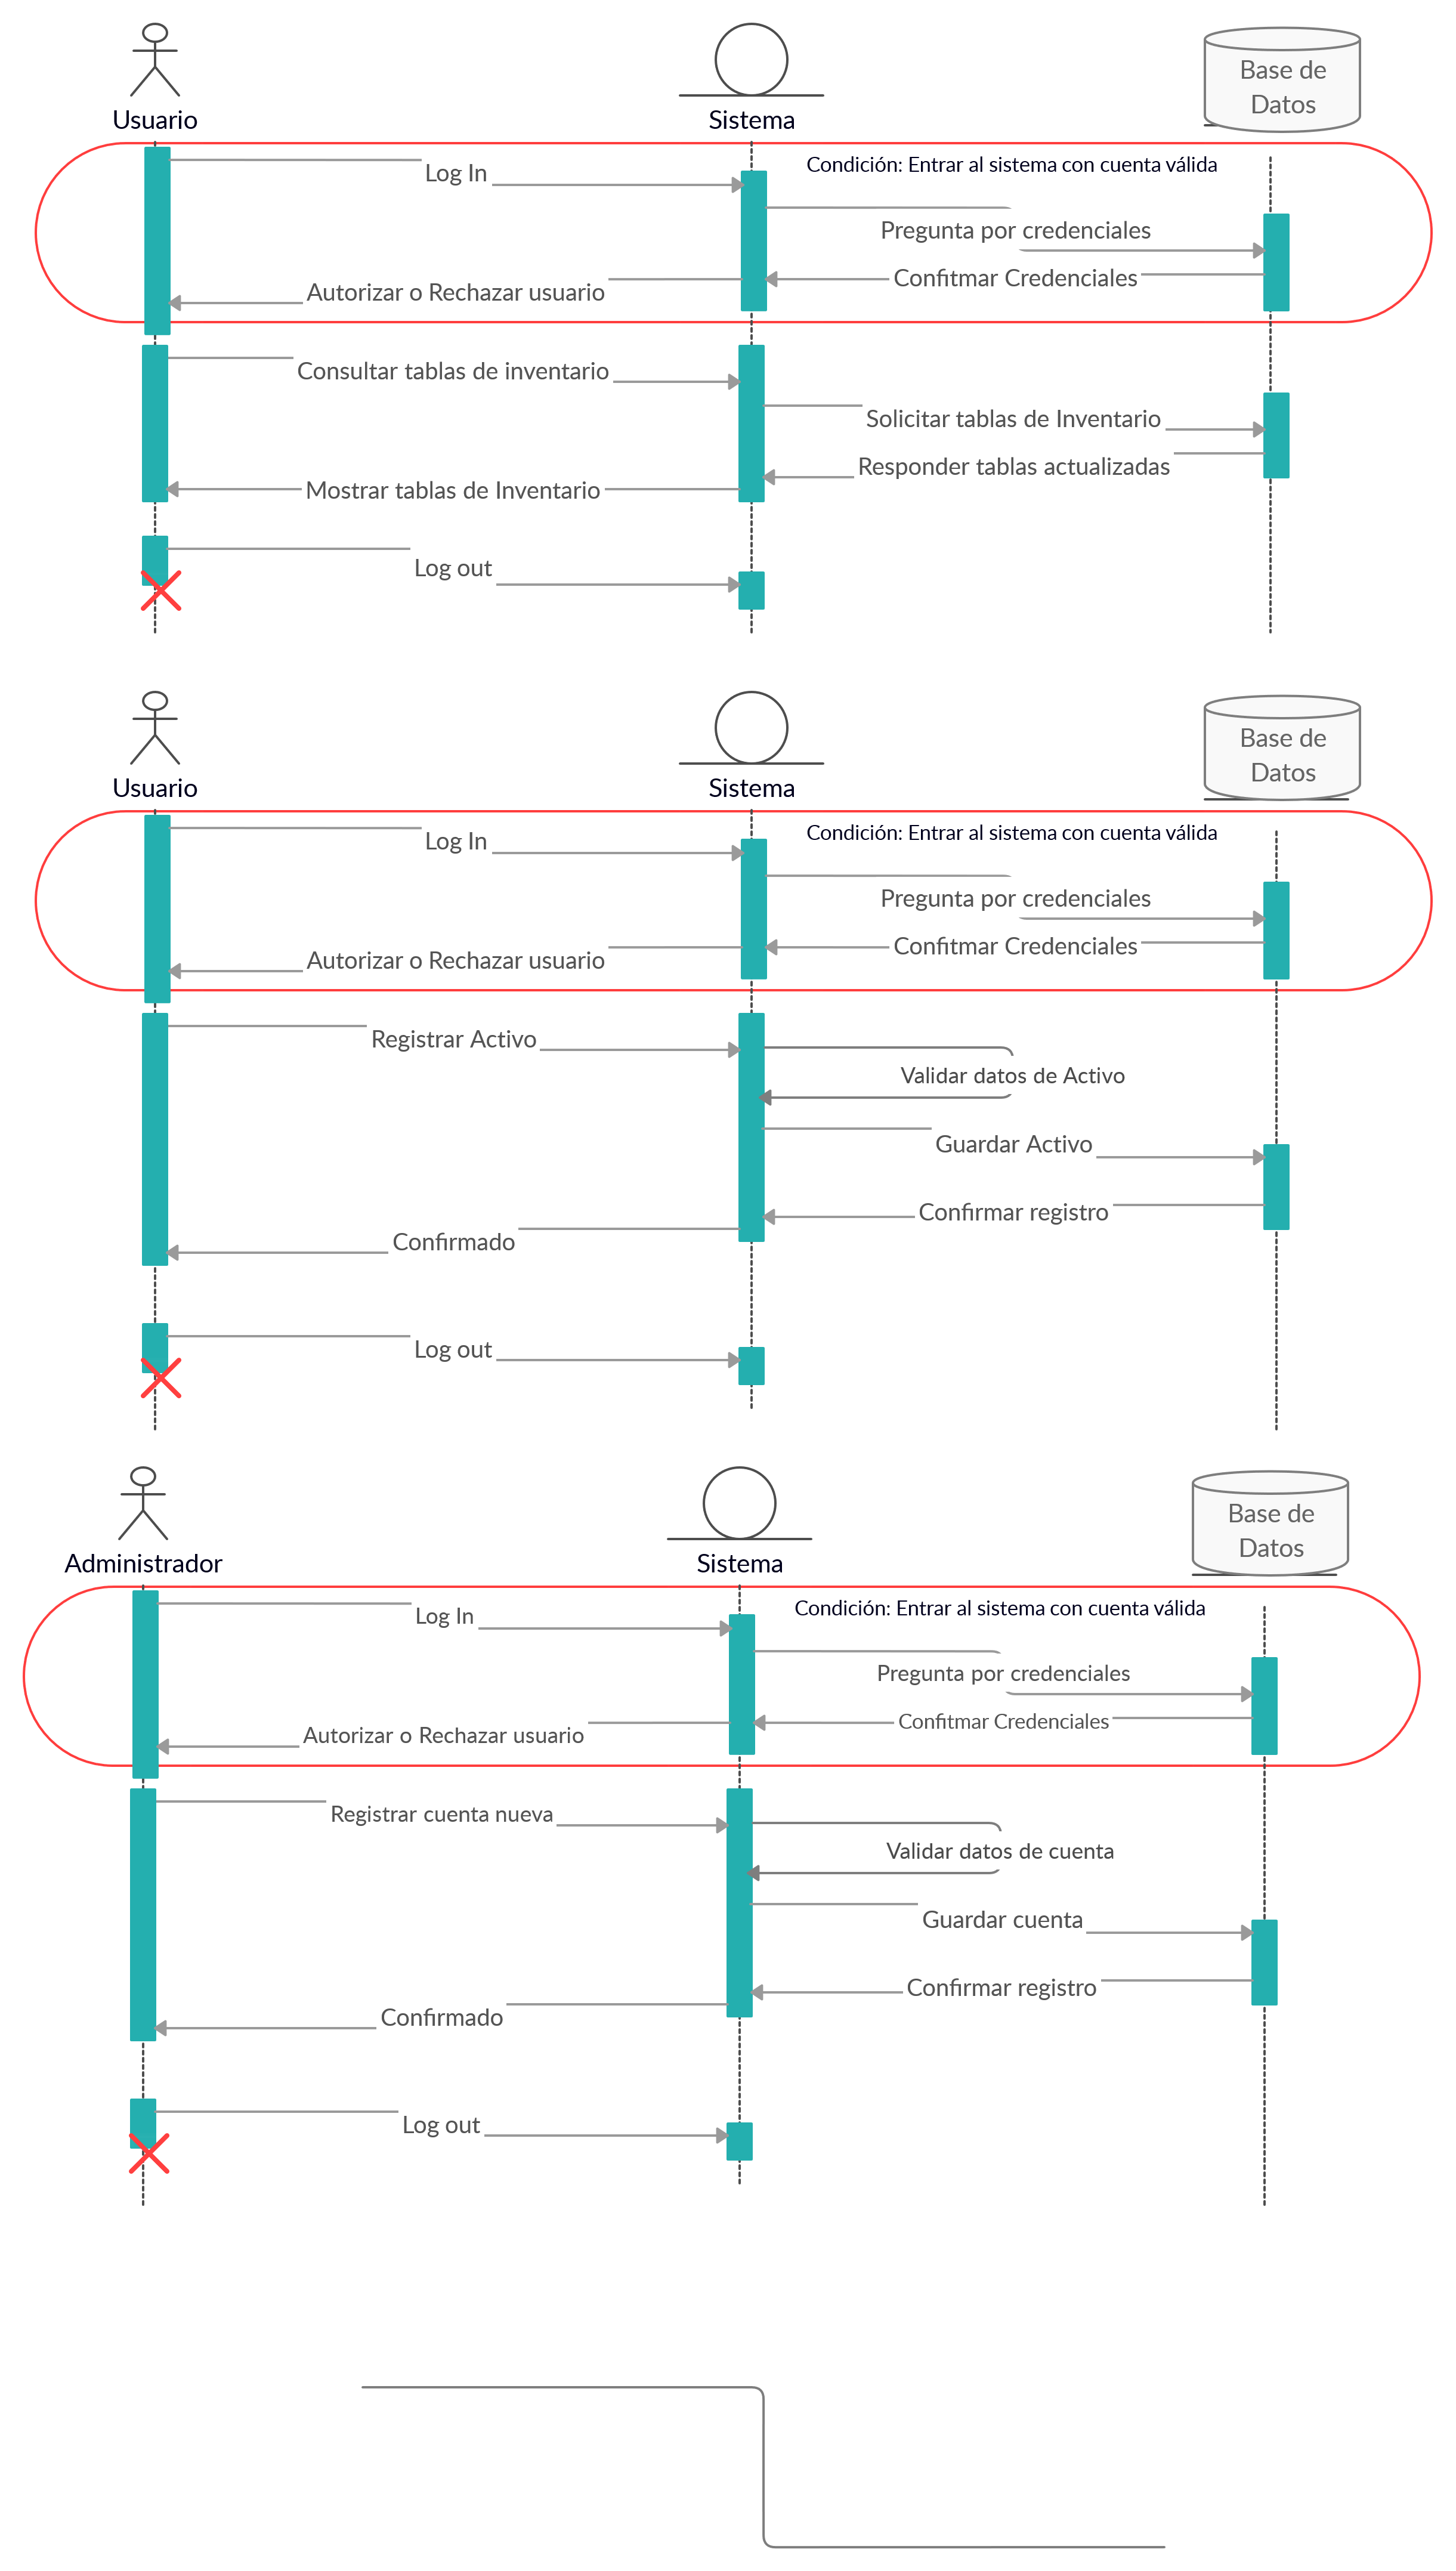 Base de
Datos
Usuario
Sistema
Condición: Entrar al sistema con cuenta válida
Log In
Pregunta por credenciales
Confitmar Credenciales
Autorizar o Rechazar usuario
Consultar tablas de inventario
Solicitar tablas de Inventario
Responder tablas actualizadas
Mostrar tablas de Inventario
Log out
Base de
Datos
Usuario
Sistema
Condición: Entrar al sistema con cuenta válida
Log In
Pregunta por credenciales
Confitmar Credenciales
Autorizar o Rechazar usuario
Registrar Activo
Validar datos de Activo
Guardar Activo
Confirmar registro
Confirmado
Log out
Base de
Datos
Administrador
Sistema
Condición: Entrar al sistema con cuenta válida
Log In
Pregunta por credenciales
Confitmar Credenciales
Autorizar o Rechazar usuario
Registrar cuenta nueva
Validar datos de cuenta
Guardar cuenta
Confirmar registro
Confirmado
Log out